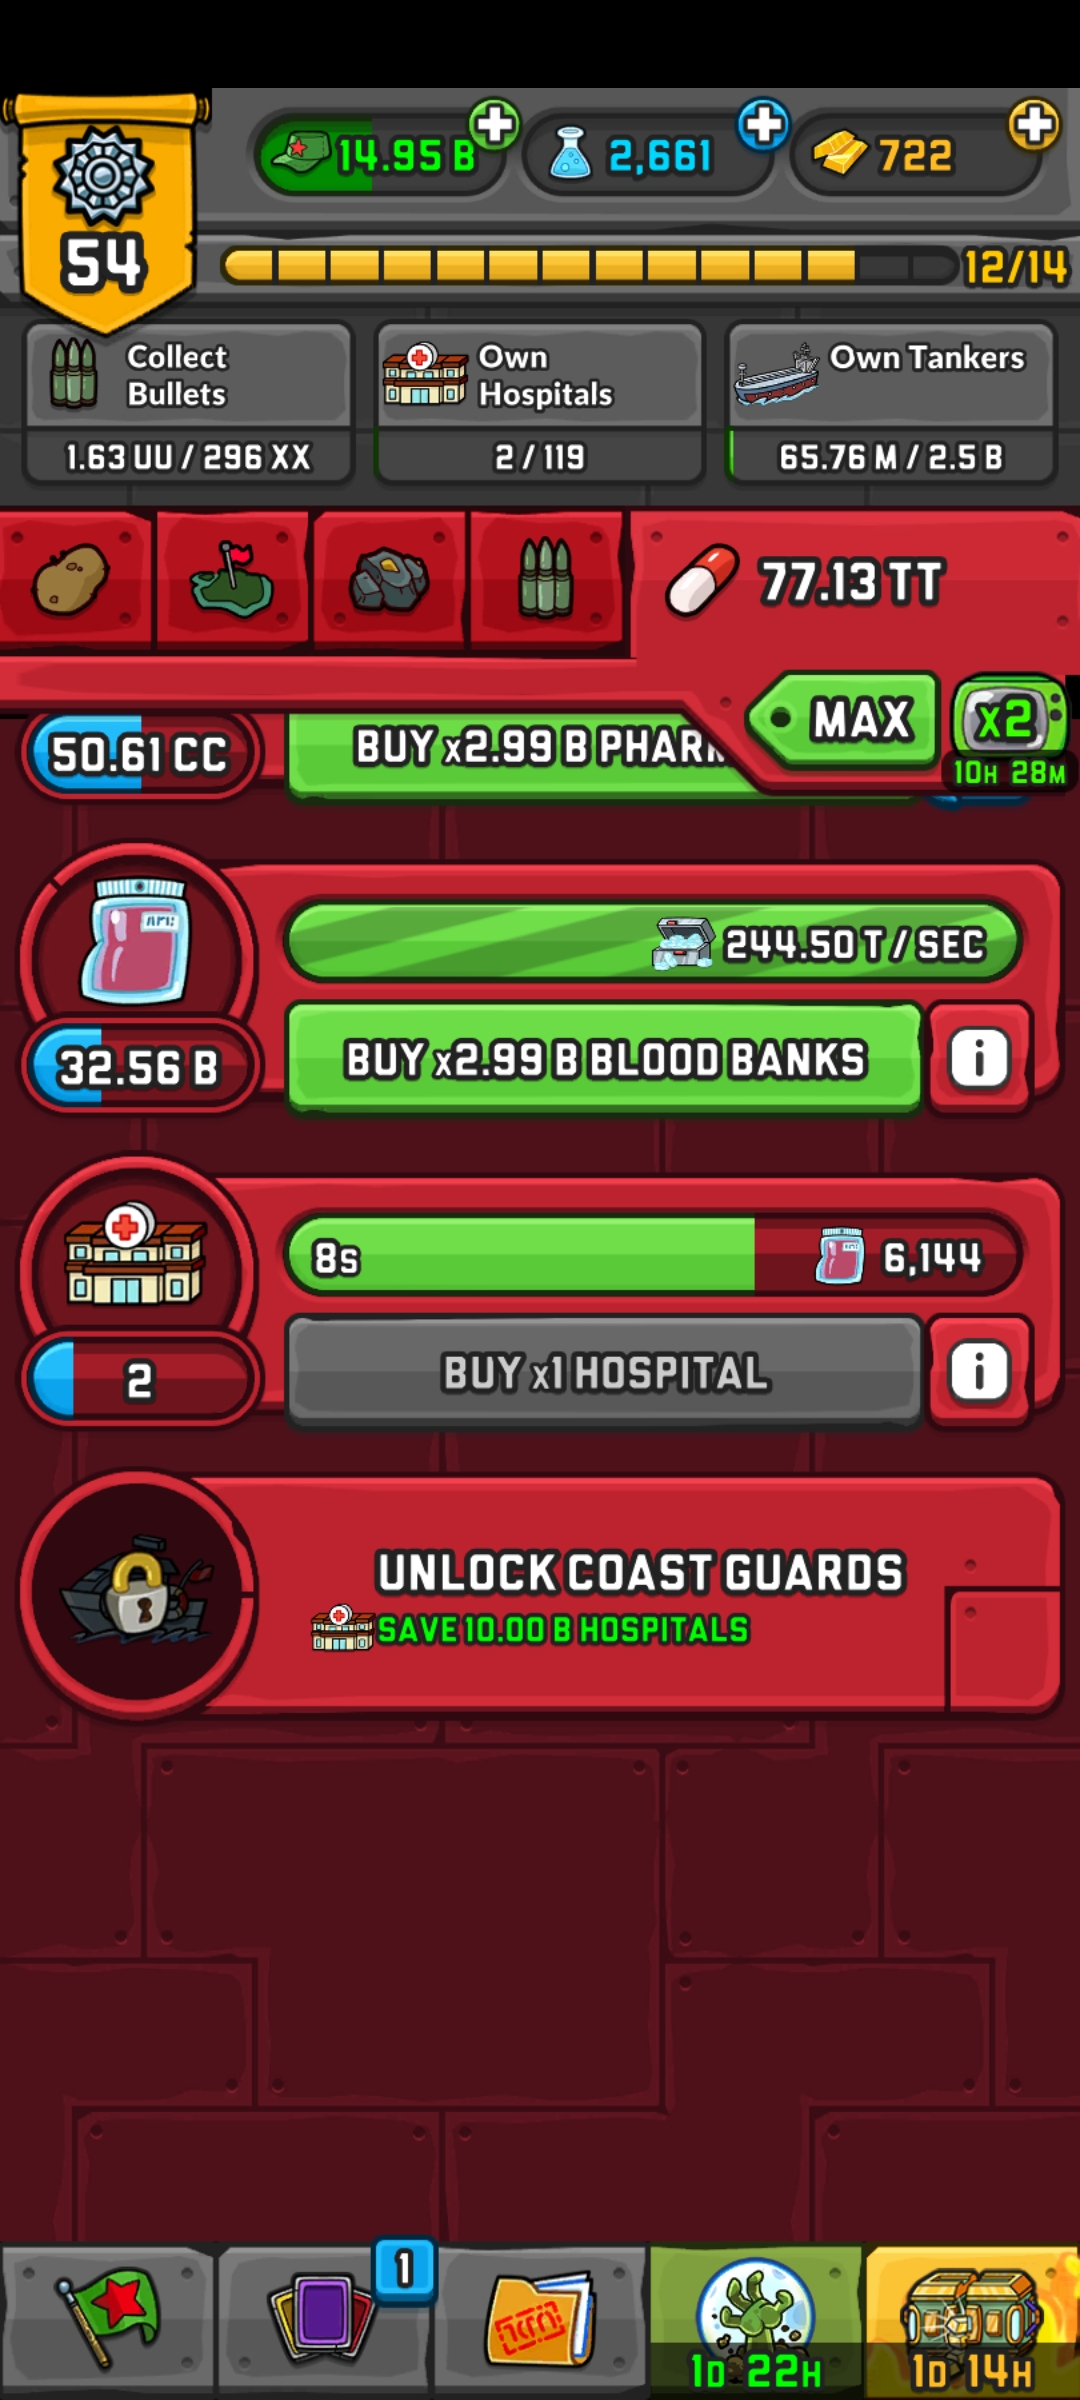 54
14.95 B
2,661
722
12/14
Collect
Bullets
1.63 UU / 296 XX
Own
Hospitals
2 / 119
Own Tankers
65.76 M / 2.5 B
77.13 TT
MAX
x2
10H 28M
50.61 CC
BUY x2.99 B
244.50 T / SEC
32.56 B
BUY x2.99 B BLOOD BANKS
i
8s
6,144
2
BUY x1 HOSPITAL
i
UNLOCK COAST GUARDS
SAVE 10.00 B HOSPITALS
1
1D 22H
1D 14H